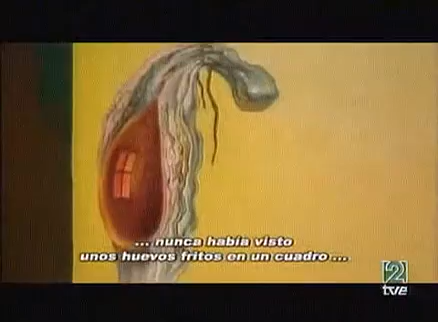 ... nunca había visto
unos huevos fritos en un cuadro ...
2
tve